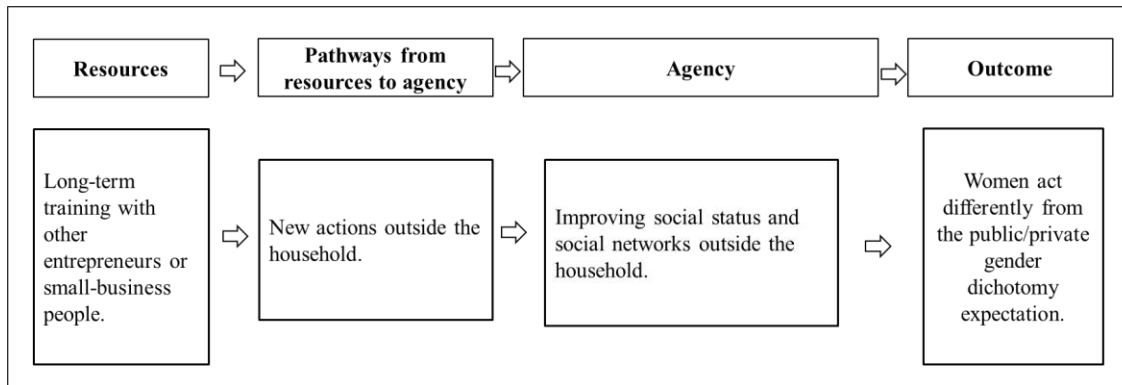 Resources
Pathways from
resources to agency
Agency
Outcome
Long-term
training with
other
entrepreneurs or
small-business
people.
New actions outside the
household.
Improving social status and
social networks outside the
household.
Women act
differently from
the public/private
gender
dichotomy
expectation.